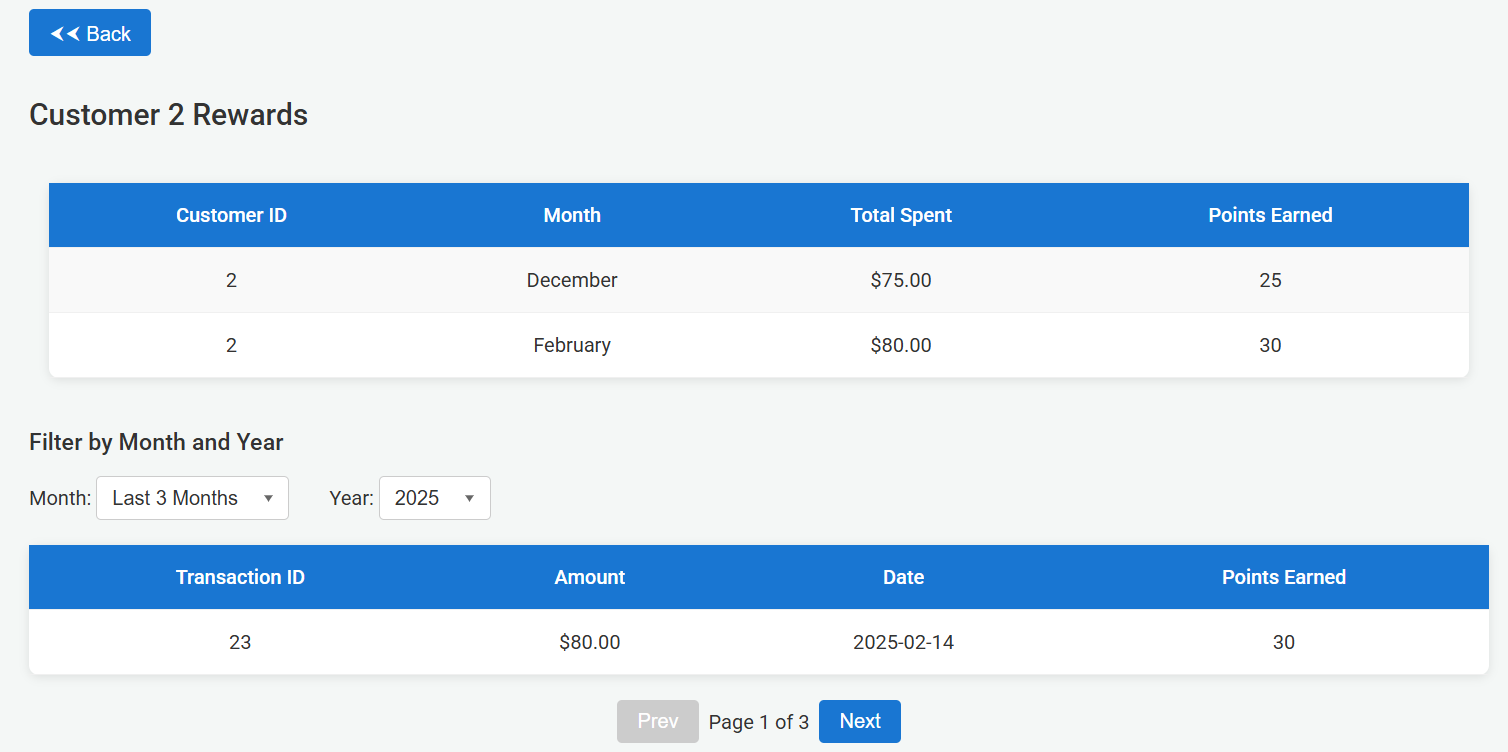 Back
Customer 2 Rewards
Customer ID Month Total Spent Points Earned
2 December $75.00 25
2 February $80.00 30
Filter by Month and Year
Month: Last 3 Months Year: 2025
Transaction ID Amount Date Points Earned
23 $80.00 2025-02-14 30
Prev Page 1 of 3 Next